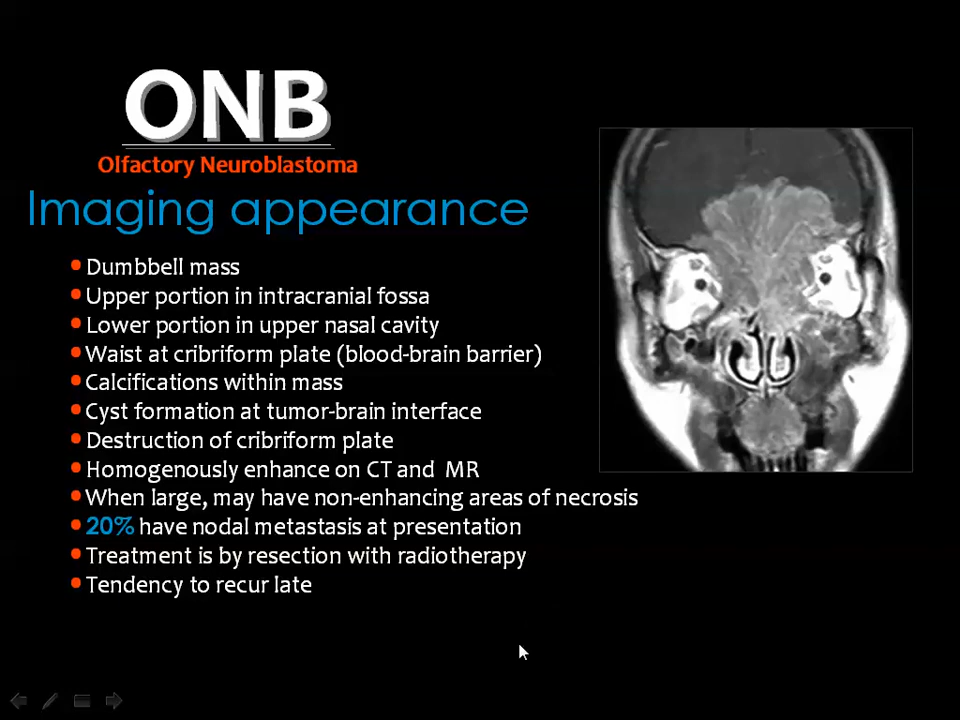 ONB
Olfactory Neuroblastoma
Imaging appearance
Dumbbell mass
Upper portion in intracranial fossa
Lower portion in upper nasal cavity
Waist at cribriform plate (blood-brain barrier)
Calcifications within mass
Cyst formation at tumor-brain interface
Destruction of cribriform plate
Homogenously enhance on CT and MR
When large, may have non-enhancing areas of necrosis
20% have nodal metastasis at presentation
Treatment is by resection with radiotherapy
Tendency to recur late